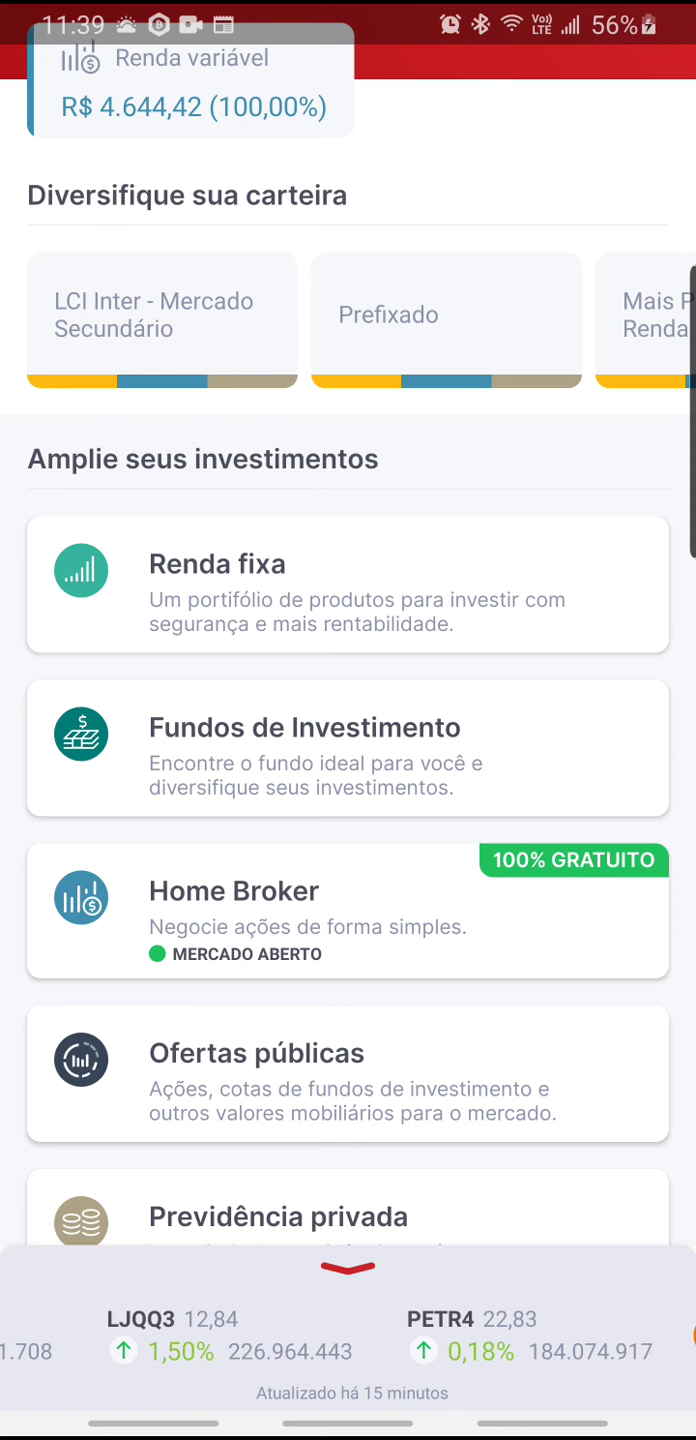 11:39
Vo)) LTE
56%
Renda variável
R$ 4.644,42 (100,00%)
Diversifique sua carteira
LCI Inter - Mercado
Secundário
Prefixado
Mais P
Renda
Amplie seus investimentos
Renda fixa
Um portifólio de produtos para investir com
segurança e mais rentabilidade.
Fundos de Investimento
Encontre o fundo ideal para você e
diversifique seus investimentos.
100% GRATUITO
Home Broker
Negocie ações de forma simples.
MERCADO ABERTO
Ofertas públicas
Ações, cotas de fundos de investimento e
outros valores mobiliários para o mercado.
Previdência privada
LJQQ3 12,84
PETR4 22,83
1.708
1,50% 226.964.443
0,18% 184.074.917
Atualizado há 15 minutos